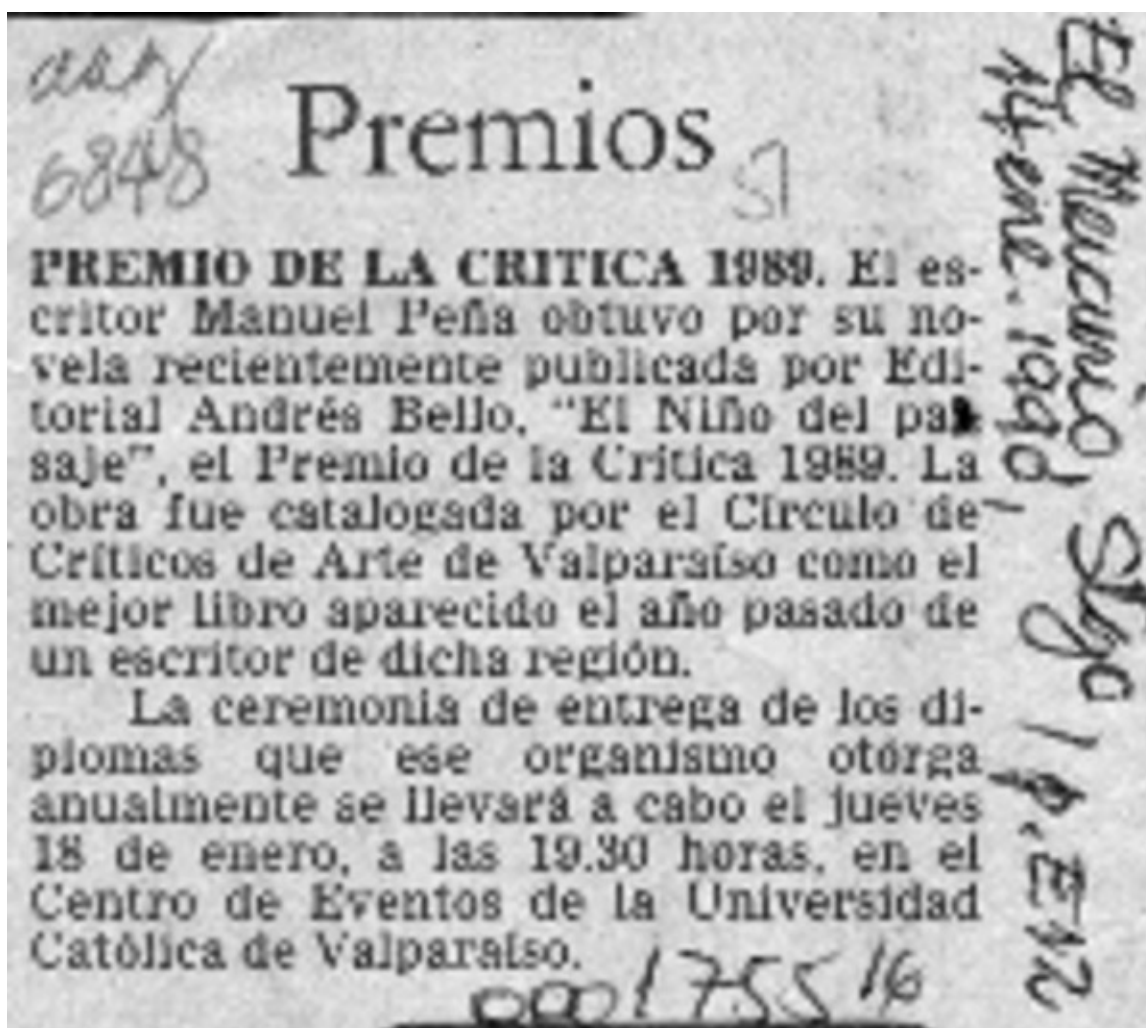 6848
Premios
PREMIO DE LA CRITICA 1989. El es-
critor Manuel Peña obtuvo por su no-
vela recientemente publicada por Edi-
torial Andrés Bello, "El Niño del pa
saje", el Premio de la Crítica 1989. La
obra fue catalogada por el Círculo de
Críticos de Arte de Valparaíso como el
mejor libro aparecido el año pasado de
un escritor de dicha región.
La ceremonia de entrega de los di-
plomas que ese organismo otorga
anualmente se llevará a cabo el jueves
18 de enero, a las 19.30 horas, en el
Centro de Eventos de la Universidad
Católica de Valparaíso.
000175516
El Mercurio, Stgo